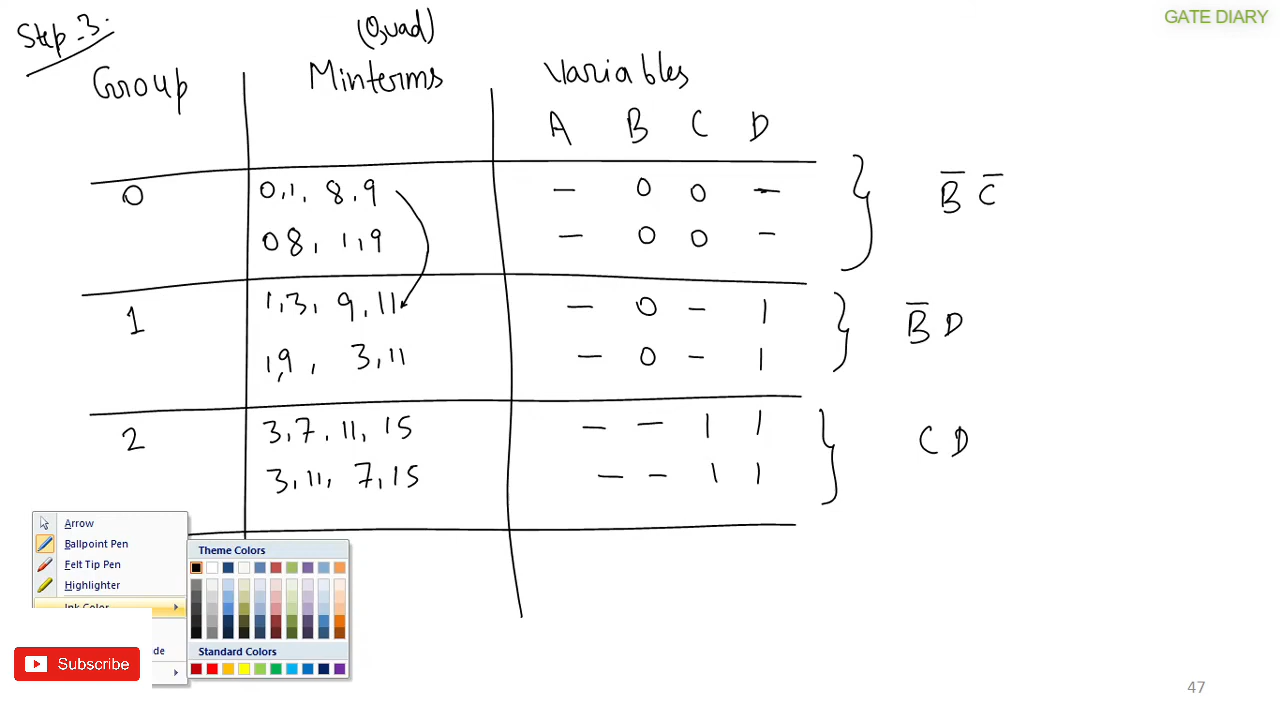 GATE DIARY
Step-3
(Quad)
Group Minterms Variables
A B C D
0 0,1, 8,9 — 0 0 — B̅ C̅
08, 1,9 — 0 0 —
1 1,3, 9,11 — 0 — 1 B̅ D
1,9, 3,11 — 0 — 1
2 3,7, 11, 15 — — 1 1 C D
3,11, 7,15 — — 1 1
Arrow
Ballpoint Pen
Felt Tip Pen
Highlighter
Ink Color
Theme Colors
de
Standard Colors
Subscribe
47